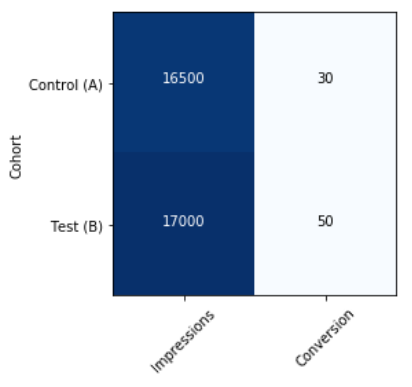 Cohort
Control (A)
16500
30
Test (B)
17000
50
Impressions
Conversion